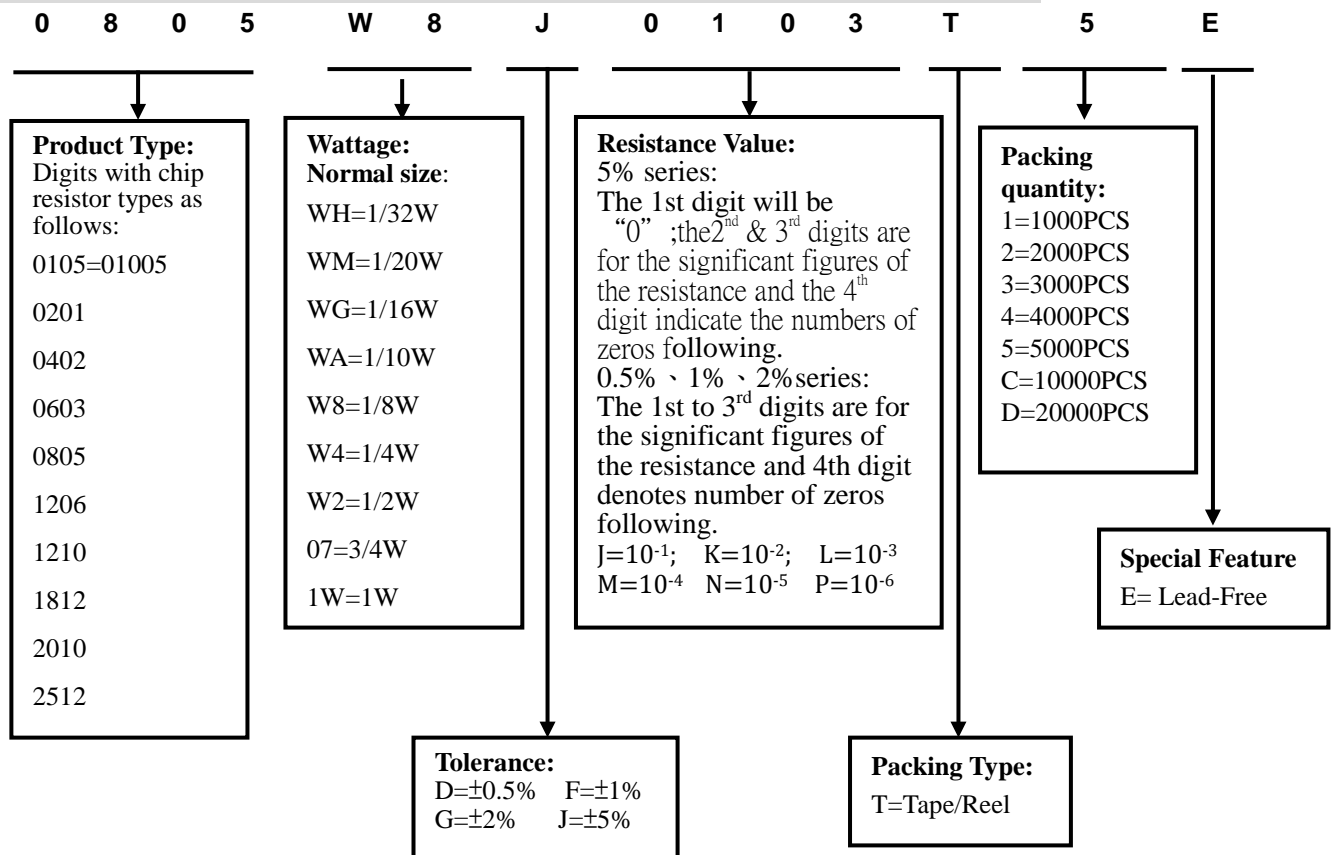 0 8 0 5 W 8 J 0 1 0 3 T 5 E
Product Type:
Digits with chip
resistor types as
follows:
0105=01005
0201
0402
0603
0805
1206
1210
1812
2010
2512
Wattage:
Normal size:
WH=1/32W
WM=1/20W
WG=1/16W
WA=1/10W
W8=1/8W
W4=1/4W
W2=1/2W
07=3/4W
1W=1W
Resistance Value:
5% series:
The 1st digit will be
“0” ;the2nd & 3rd digits are
for the significant figures of
the resistance and the 4th
digit indicate the numbers of
zeros following.
0.5%、1%、2%series:
The 1st to 3rd digits are for
the significant figures of
the resistance and 4th digit
denotes number of zeros
following.
J=10-1; K=10-2; L=10-3
M=10-4 N=10-5 P=10-6
Packing
quantity:
1=1000PCS
2=2000PCS
3=3000PCS
4=4000PCS
5=5000PCS
C=10000PCS
D=20000PCS
Special Feature
E= Lead-Free
Tolerance:
D=±0.5% F=±1%
G=±2% J=±5%
Packing Type:
T=Tape/Reel